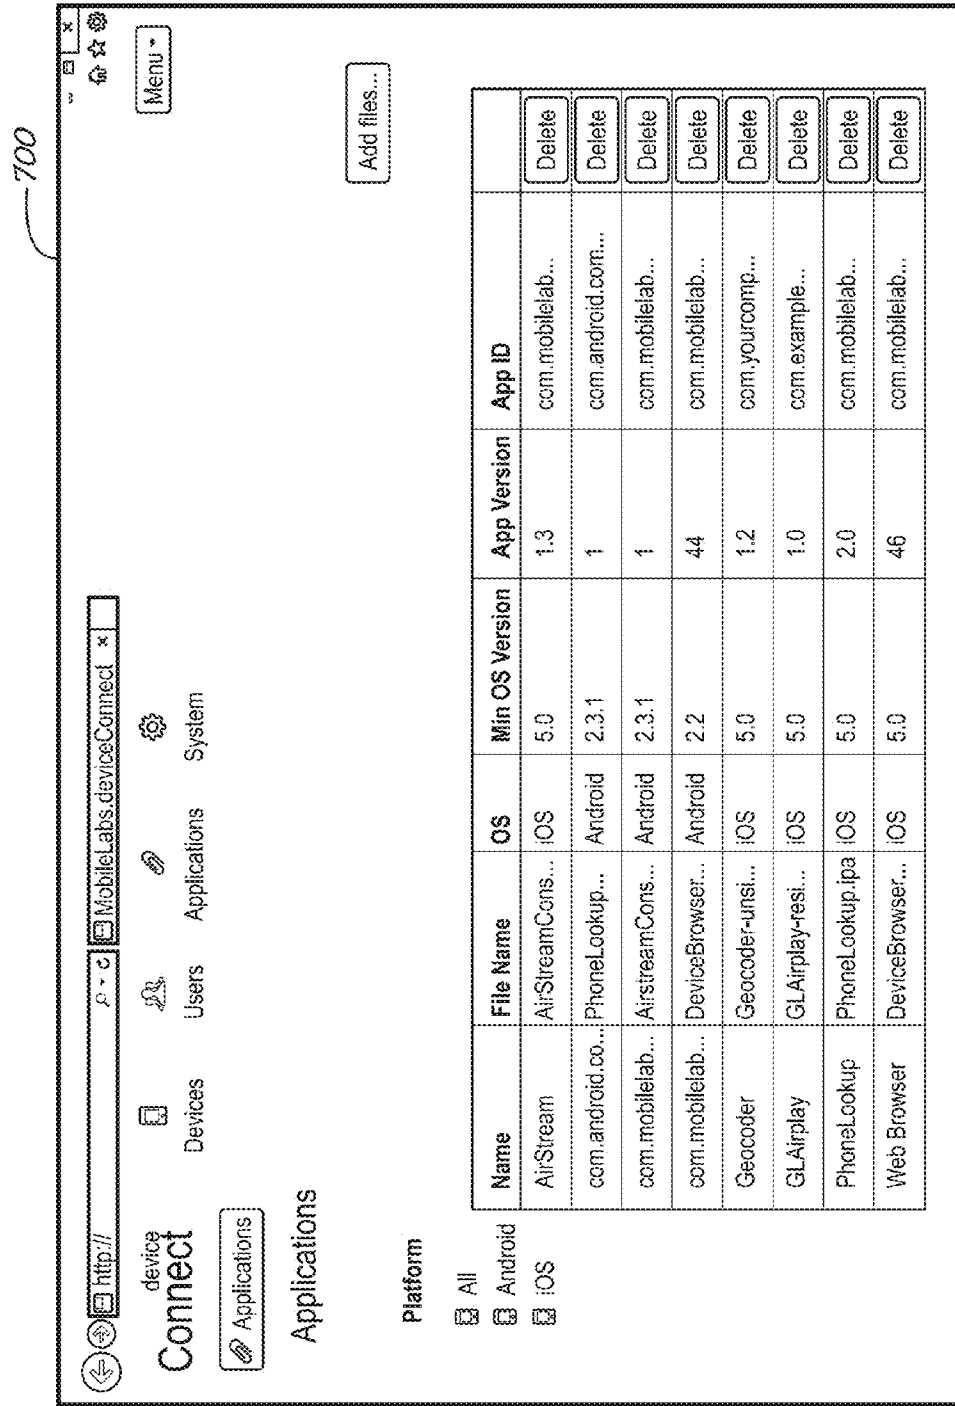 700
http://
MobileLabs.deviceConnect
device
Connect
Devices
Users
Applications
System
Menu
Applications
Applications
Add files...
Platform
All
Android
iOS
Name File Name OS Min OS Version App Version App ID
AirStream AirStreamCons... iOS 5.0 1.3 com.mobilelab... Delete
com.android.co... PhoneLookup... Android 2.3.1 1 com.android.com... Delete
com.mobilelab... AirstreamCons... Android 2.3.1 1 com.mobilelab... Delete
com.mobilelab... DeviceBrowser... Android 2.2 44 com.mobilelab... Delete
Geocoder Geocoder-unsi... iOS 5.0 1.2 com.yourcomp... Delete
GLAirplay GLAirplay-resi... iOS 5.0 1.0 com.example... Delete
PhoneLookup PhoneLookup.ipa iOS 5.0 2.0 com.mobilelab... Delete
Web Browser DeviceBrowser... iOS 5.0 46 com.mobilelab... Delete